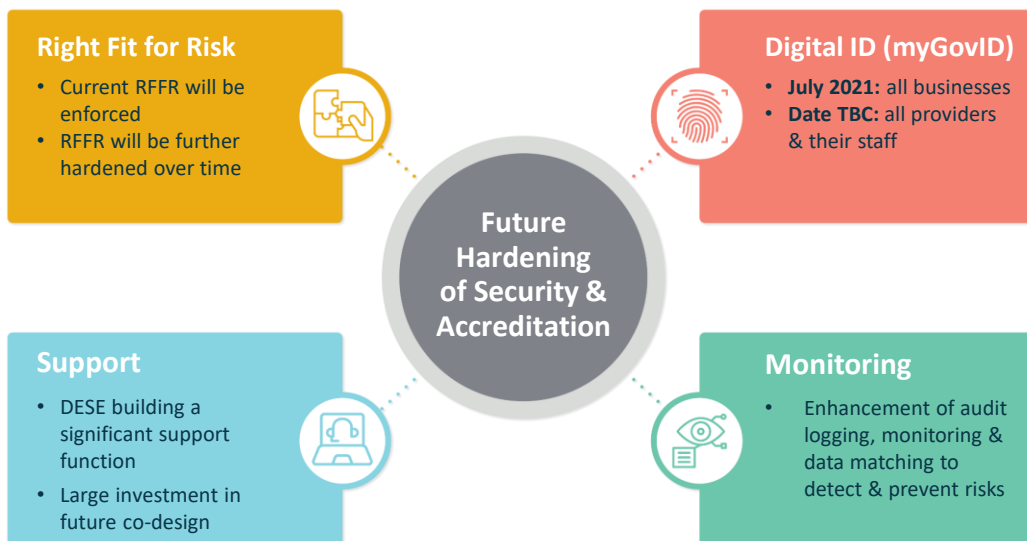 Right Fit for Risk
• Current RFFR will be
enforced
• RFFR will be further
hardened over time
Digital ID (myGovID)
• July 2021: all businesses
• Date TBC: all providers
& their staff
Future
Hardening
of Security &
Accreditation
Support
• DESE building a
significant support
function
• Large investment in
future co-design
Monitoring
• Enhancement of audit
logging, monitoring &
data matching to
detect & prevent risks